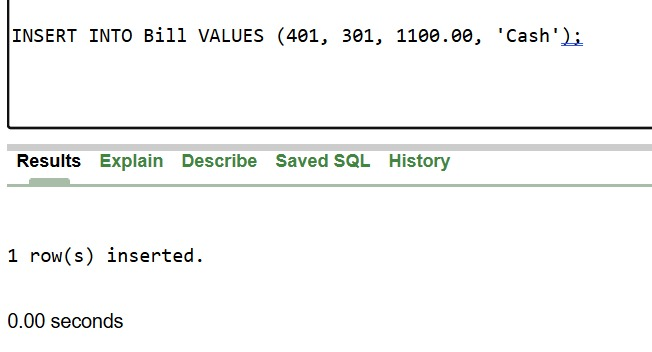 INSERT INTO Bill VALUES (401, 301, 1100.00, 'Cash');
Results Explain Describe Saved SQL History
1 row(s) inserted.
0.00 seconds